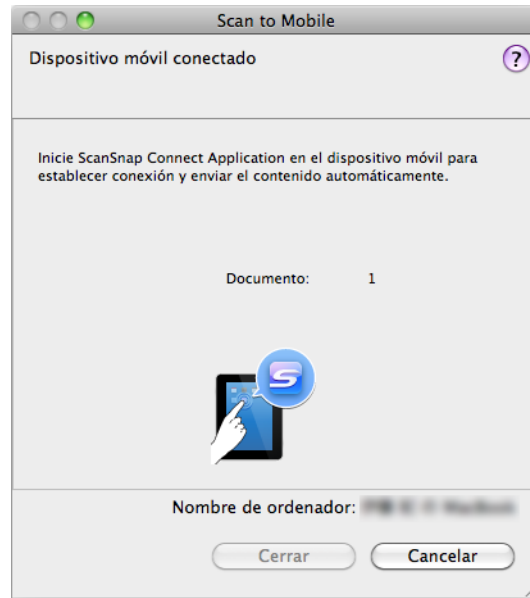 Scan to Mobile
Dispositivo móvil conectado
?
Inicie ScanSnap Connect Application en el dispositivo móvil para
establecer conexión y enviar el contenido automáticamente.
Documento: 1
S
Nombre de ordenador:
Cerrar Cancelar